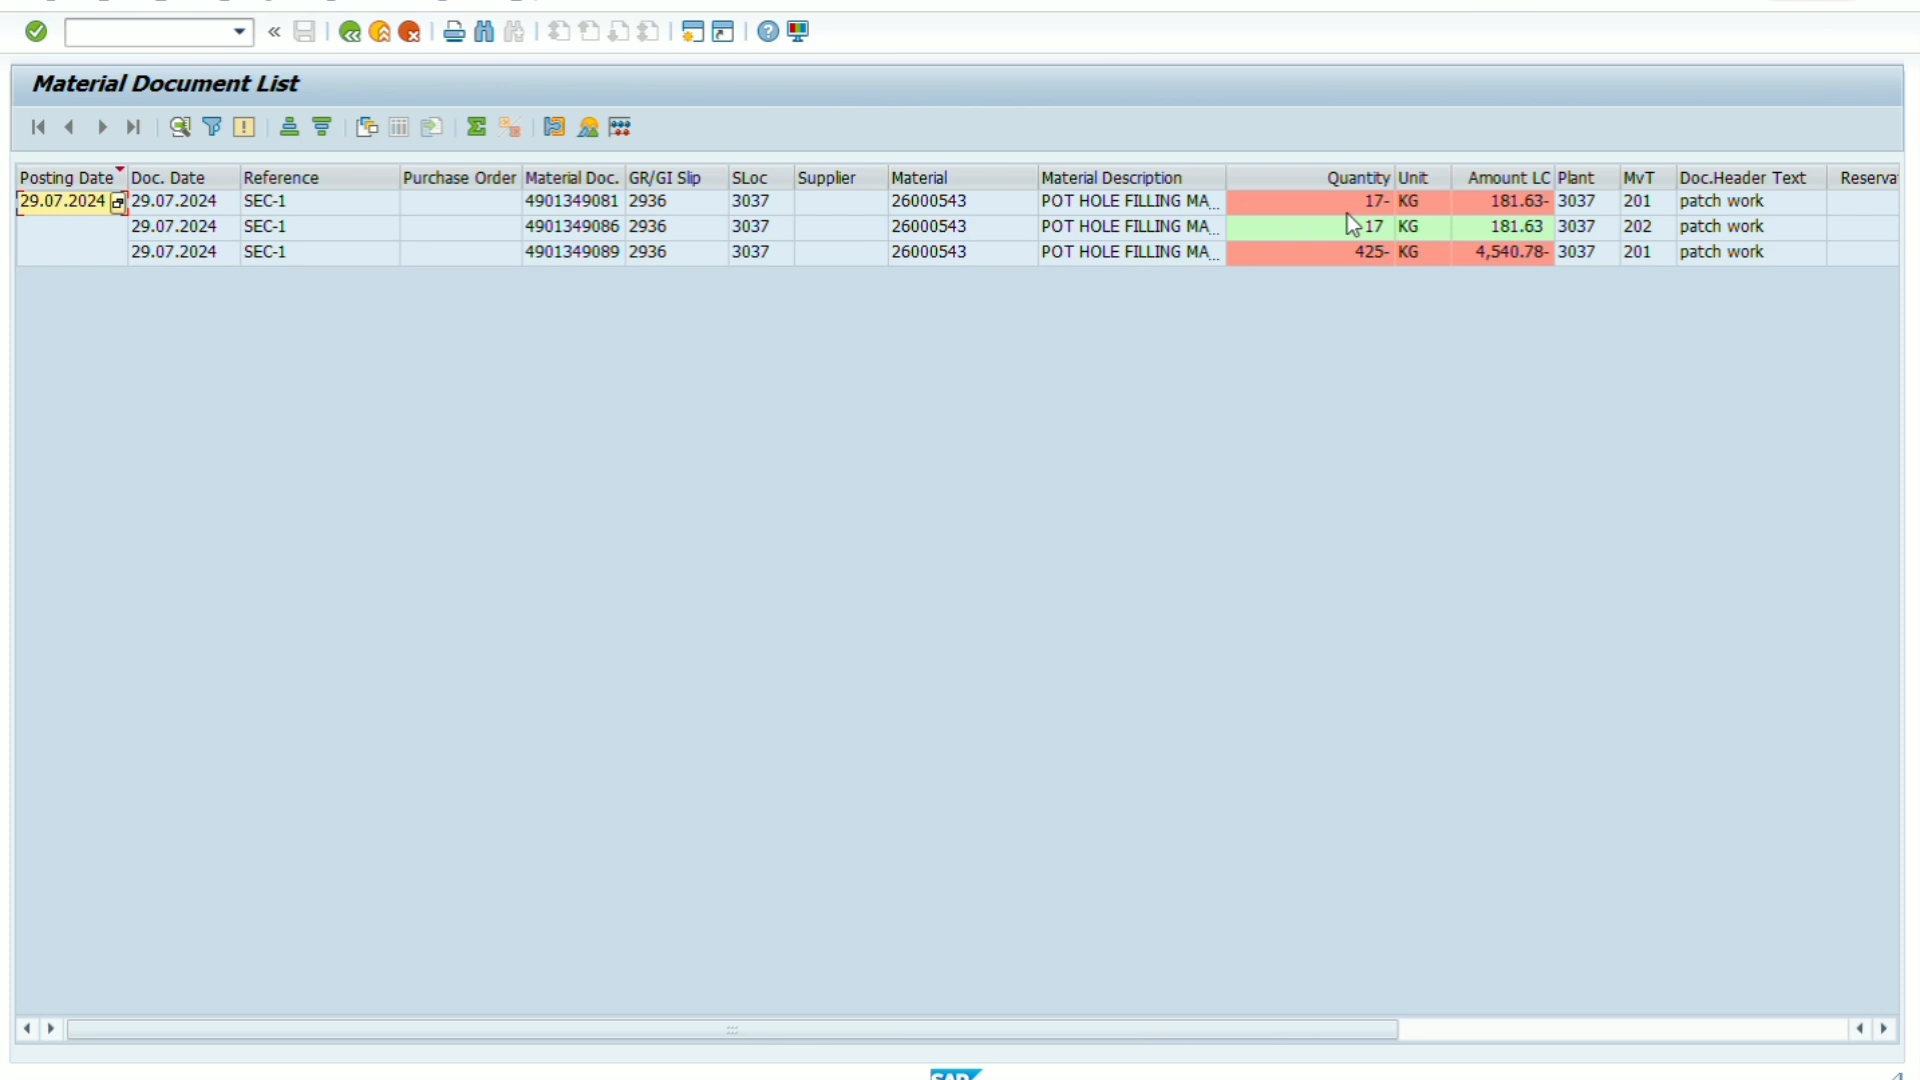 Material Document List
Posting Date Doc. Date Reference Purchase Order Material Doc. GR/GI Slip SLoc Supplier Material Material Description Quantity Unit Amount LC Plant MvT Doc.Header Text Reserva
29.07.2024 29.07.2024 SEC-1 4901349081 2936 3037 26000543 POT HOLE FILLING MA... 17- KG 181.63- 3037 201 patch work
29.07.2024 SEC-1 4901349086 2936 3037 26000543 POT HOLE FILLING MA... 17 KG 181.63 3037 202 patch work
29.07.2024 SEC-1 4901349089 2936 3037 26000543 POT HOLE FILLING MA... 425- KG 4,540.78- 3037 201 patch work
SAP